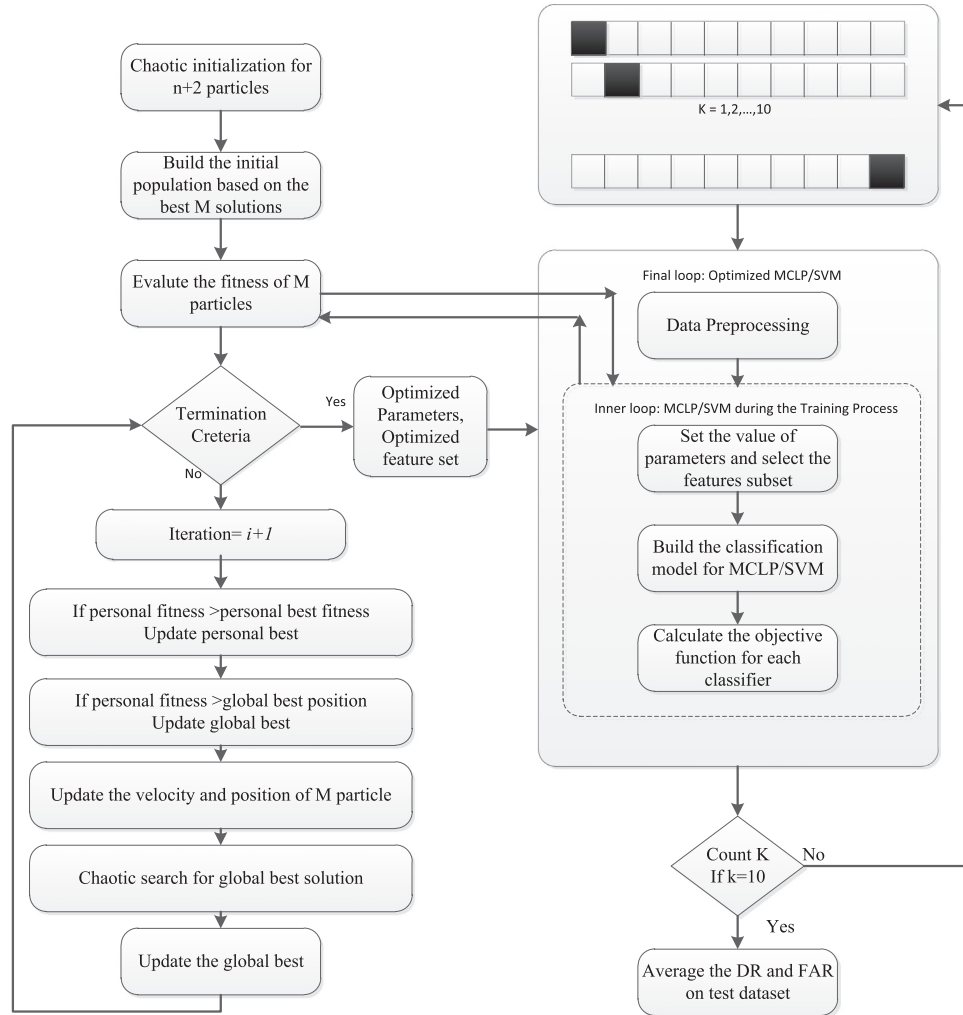 Chaotic initialization for
n+2 particles
Build the initial
population based on the
best M solutions
Evalute the fitness of M
particles
Termination
Creteria
Yes
No
Optimized
Parameters,
Optimized
feature set
Iteration= i+1
If personal fitness >personal best fitness
Update personal best
If personal fitness >global best position
Update global best
Update the velocity and position of M particle
Chaotic search for global best solution
Update the global best
K = 1,2,...,10
Final loop: Optimized MCLP/SVM
Data Preprocessing
Inner loop: MCLP/SVM during the Training Process
Set the value of
parameters and select the
features subset
Build the classification
model for MCLP/SVM
Calculate the objective
function for each
classifier
Count K
If k=10
No
Yes
Average the DR and FAR
on test dataset